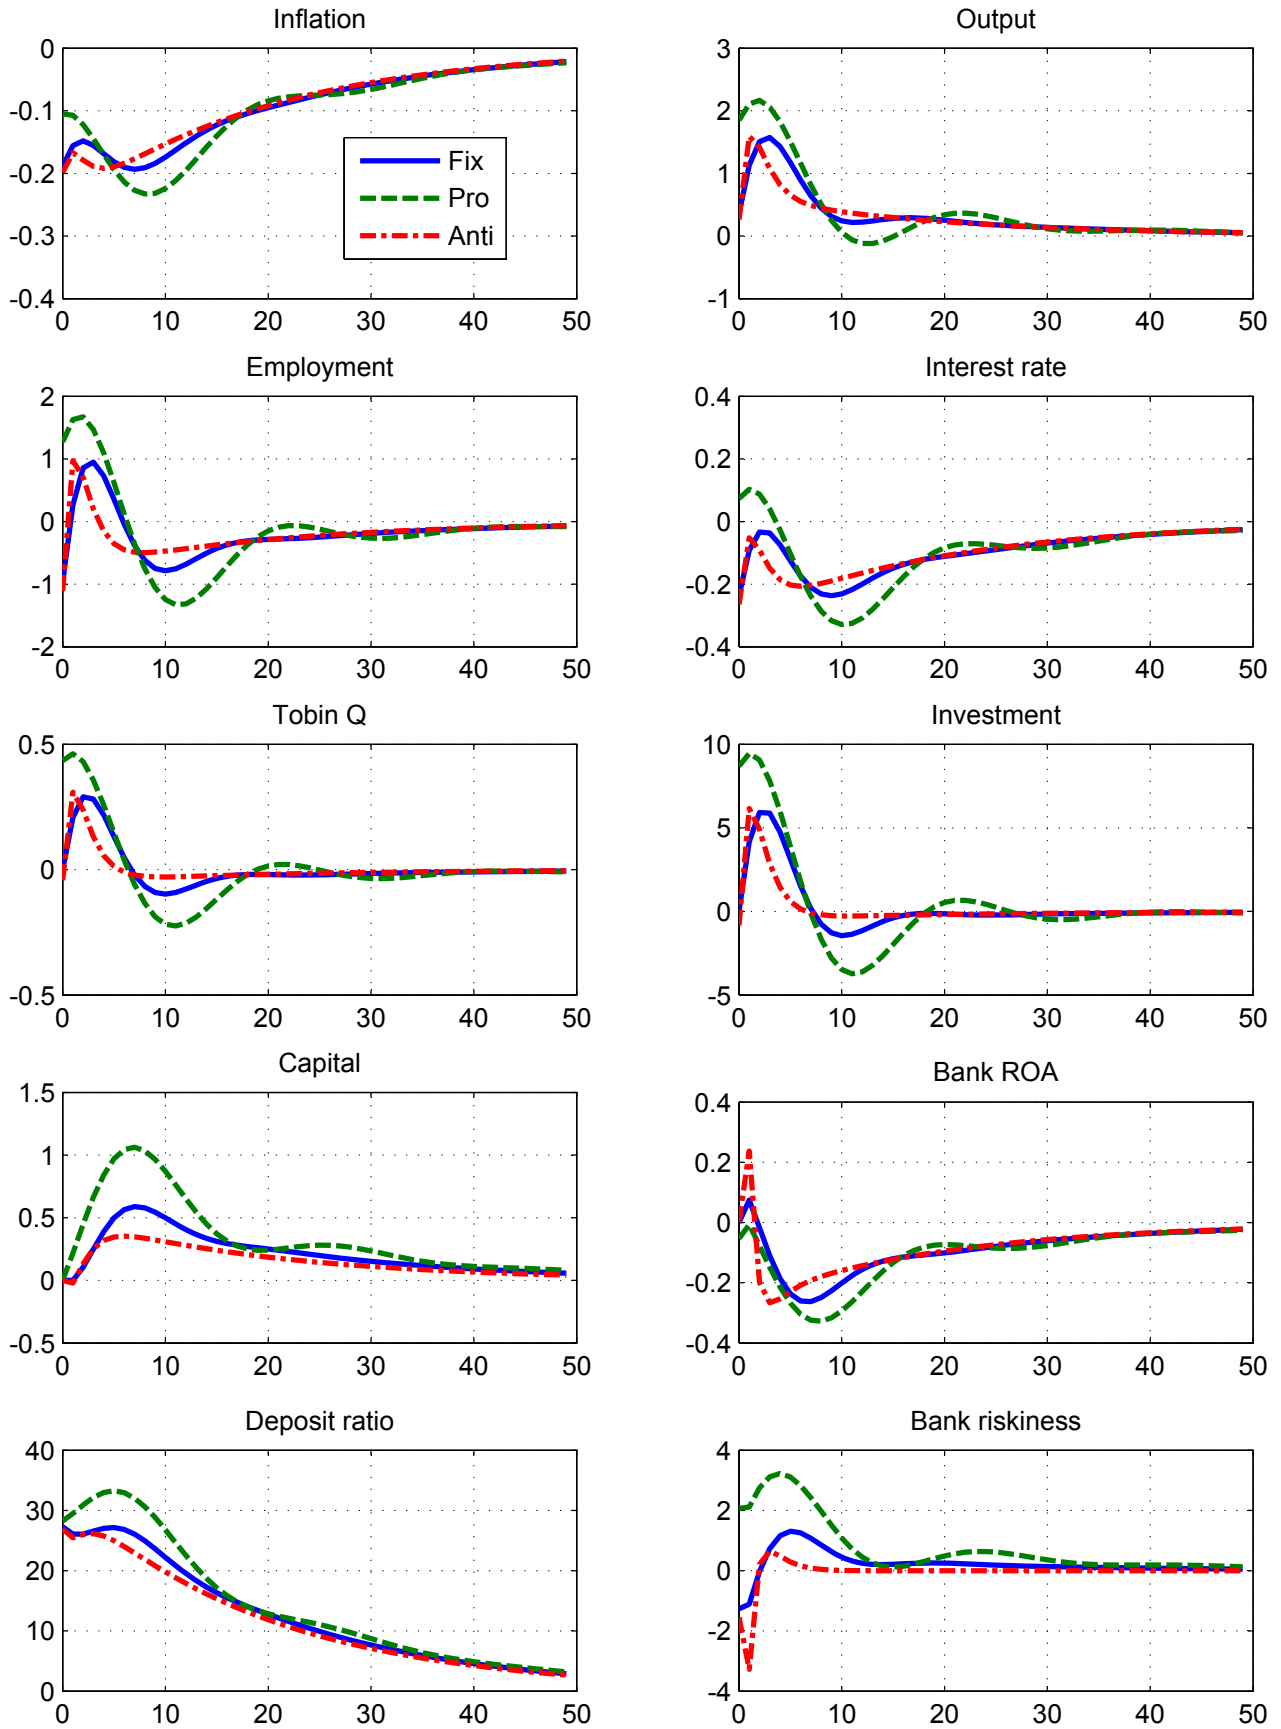 Inflation
Output
0
-0.1
-0.2
-0.3
-0.4
0 10 20 30 40 50
Fix
Pro
Anti
3
2
1
0
-1
0 10 20 30 40 50
Employment
Interest rate
2
1
0
-1
-2
0 10 20 30 40 50
0.4
0.2
0
-0.2
-0.4
0 10 20 30 40 50
Tobin Q
Investment
0.5
0
-0.5
0 10 20 30 40 50
10
5
0
-5
0 10 20 30 40 50
Capital
Bank ROA
1.5
1
0.5
0
-0.5
0 10 20 30 40 50
0.4
0.2
0
-0.2
-0.4
0 10 20 30 40 50
Deposit ratio
Bank riskiness
40
30
20
10
0
0 10 20 30 40 50
4
2
0
-2
-4
0 10 20 30 40 50